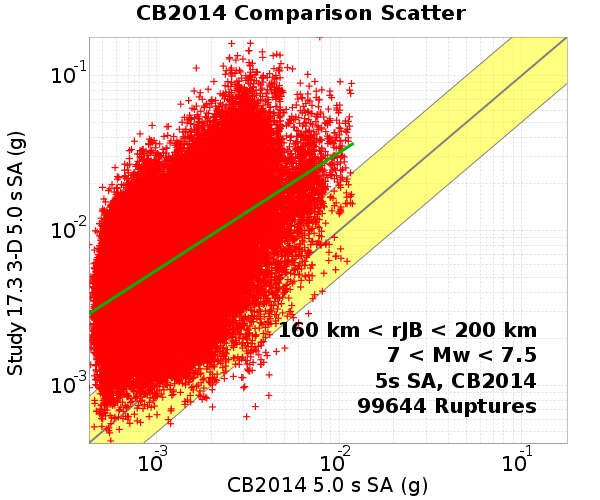 CB2014 Comparison Scatter
Study 17.3 3-D 5.0 s SA (g)
10-1
10-2
10-3
160 km < rJB < 200 km
7 < Mw < 7.5
5s SA, CB2014
99644 Ruptures
10-3 10-2 10-1
CB2014 5.0 s SA (g)